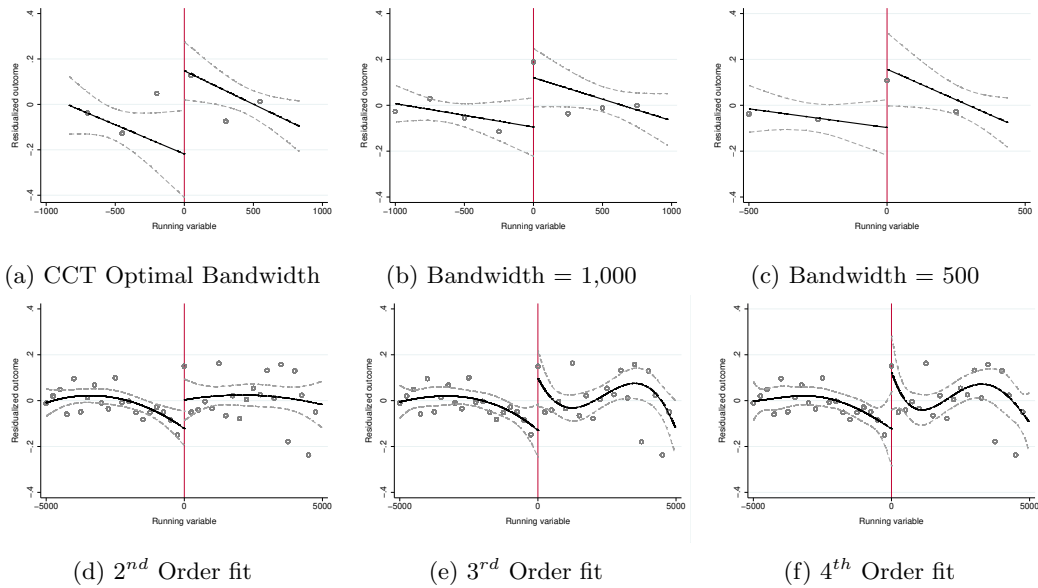 .4
.2
0
-.2
-.4
Residualized outcome
-1000 -500 0 500 1000
Running variable
(a) CCT Optimal Bandwidth
.4
.2
0
-.2
-.4
Residualized outcome
-1000 -500 0 500 1000
Running variable
(b) Bandwidth = 1,000
.4
.2
0
-.2
-.4
Residualized outcome
-500 0 500
Running variable
(c) Bandwidth = 500
.4
.2
0
-.2
-.4
Residualized outcome
-5000 0 5000
Running variable
(d) 2nd Order fit
.4
.2
0
-.2
-.4
Residualized outcome
-5000 0 5000
Running variable
(e) 3rd Order fit
.4
.2
0
-.2
-.4
Residualized outcome
-5000 0 5000
Running variable
(f) 4th Order fit